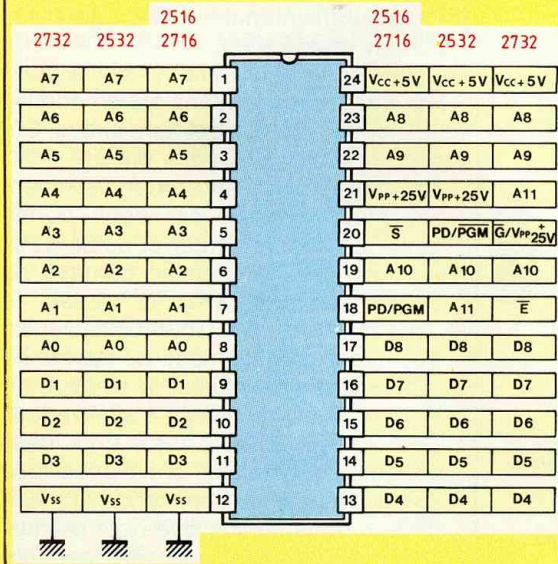 2516 2516
2732 2532 2716 2716 2532 2732
A7 A7 A7 1 24 Vcc+5V Vcc+5V Vcc+5V
A6 A6 A6 2 23 A8 A8 A8
A5 A5 A5 3 22 A9 A9 A9
A4 A4 A4 4 21 VPP+25V VPP+25V A11
A3 A3 A3 5 20 S̅ PD/P̅G̅M̅ G̅/VPP+25V
A2 A2 A2 6 19 A10 A10 A10
A1 A1 A1 7 18 PD/PGM A11 E̅
A0 A0 A0 8 17 D8 D8 D8
D1 D1 D1 9 16 D7 D7 D7
D2 D2 D2 10 15 D6 D6 D6
D3 D3 D3 11 14 D5 D5 D5
Vss Vss Vss 12 13 D4 D4 D4